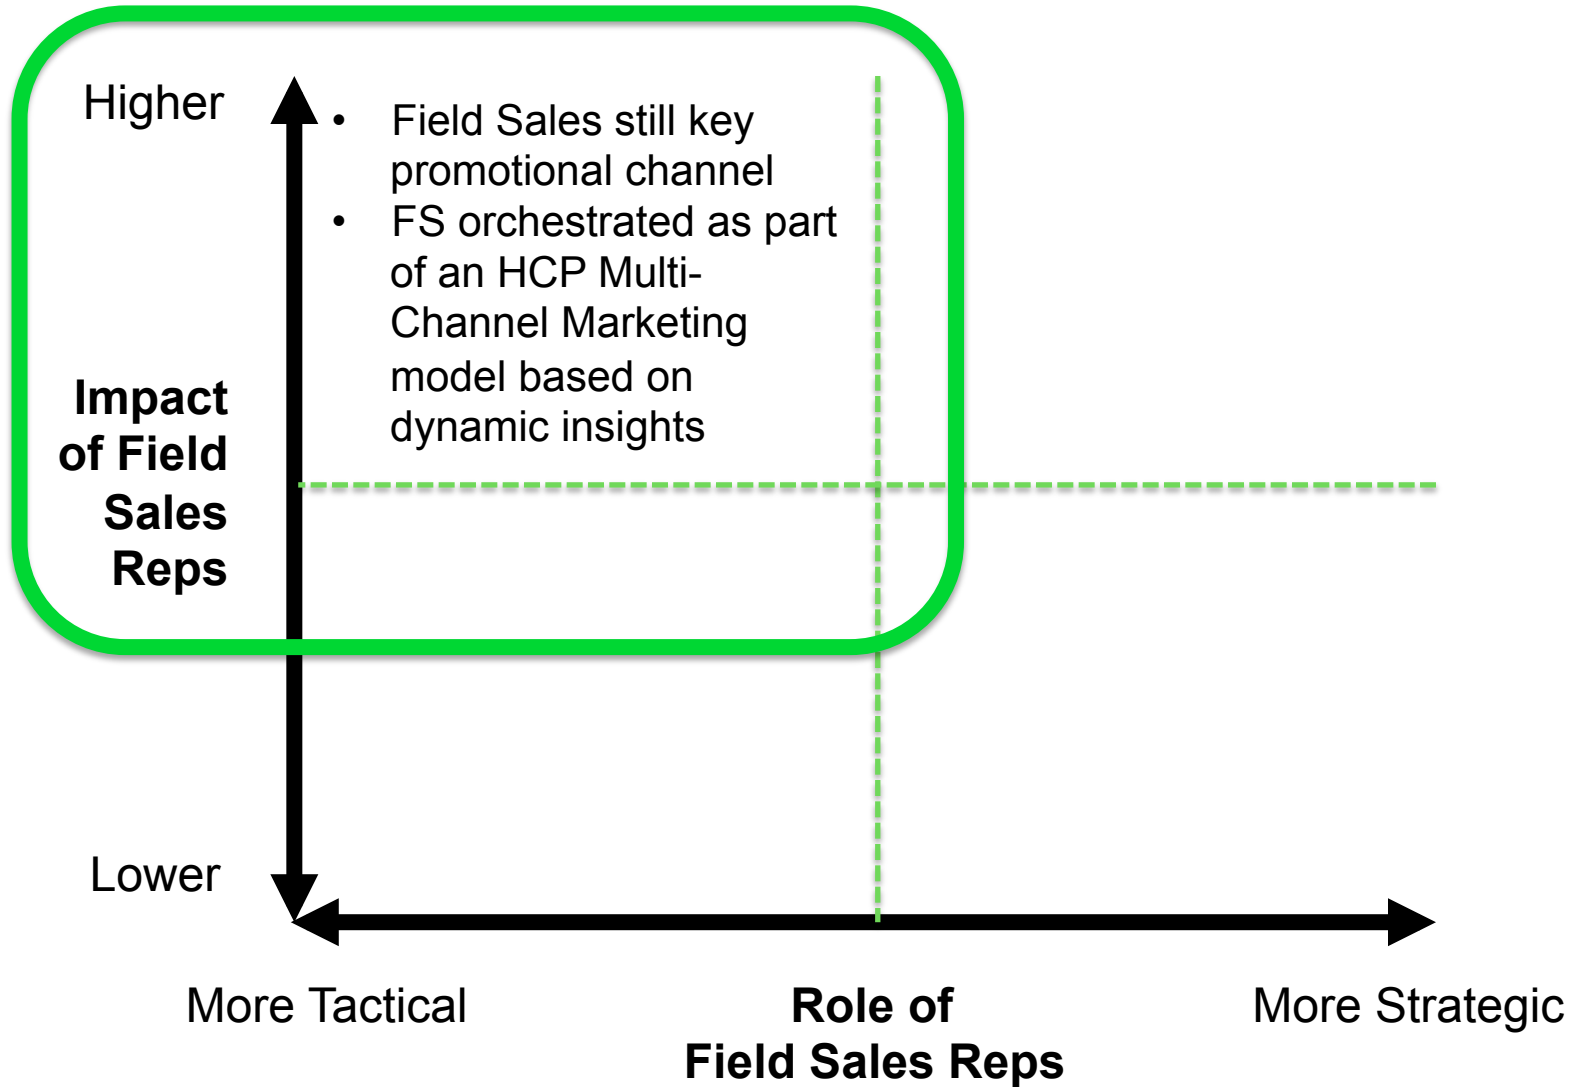 Higher
• Field Sales still key
promotional channel
• FS orchestrated as part
of an HCP Multi-
Channel Marketing
model based on
dynamic insights
Impact
of Field
Sales
Reps
Lower
More Tactical
Role of
Field Sales Reps
More Strategic